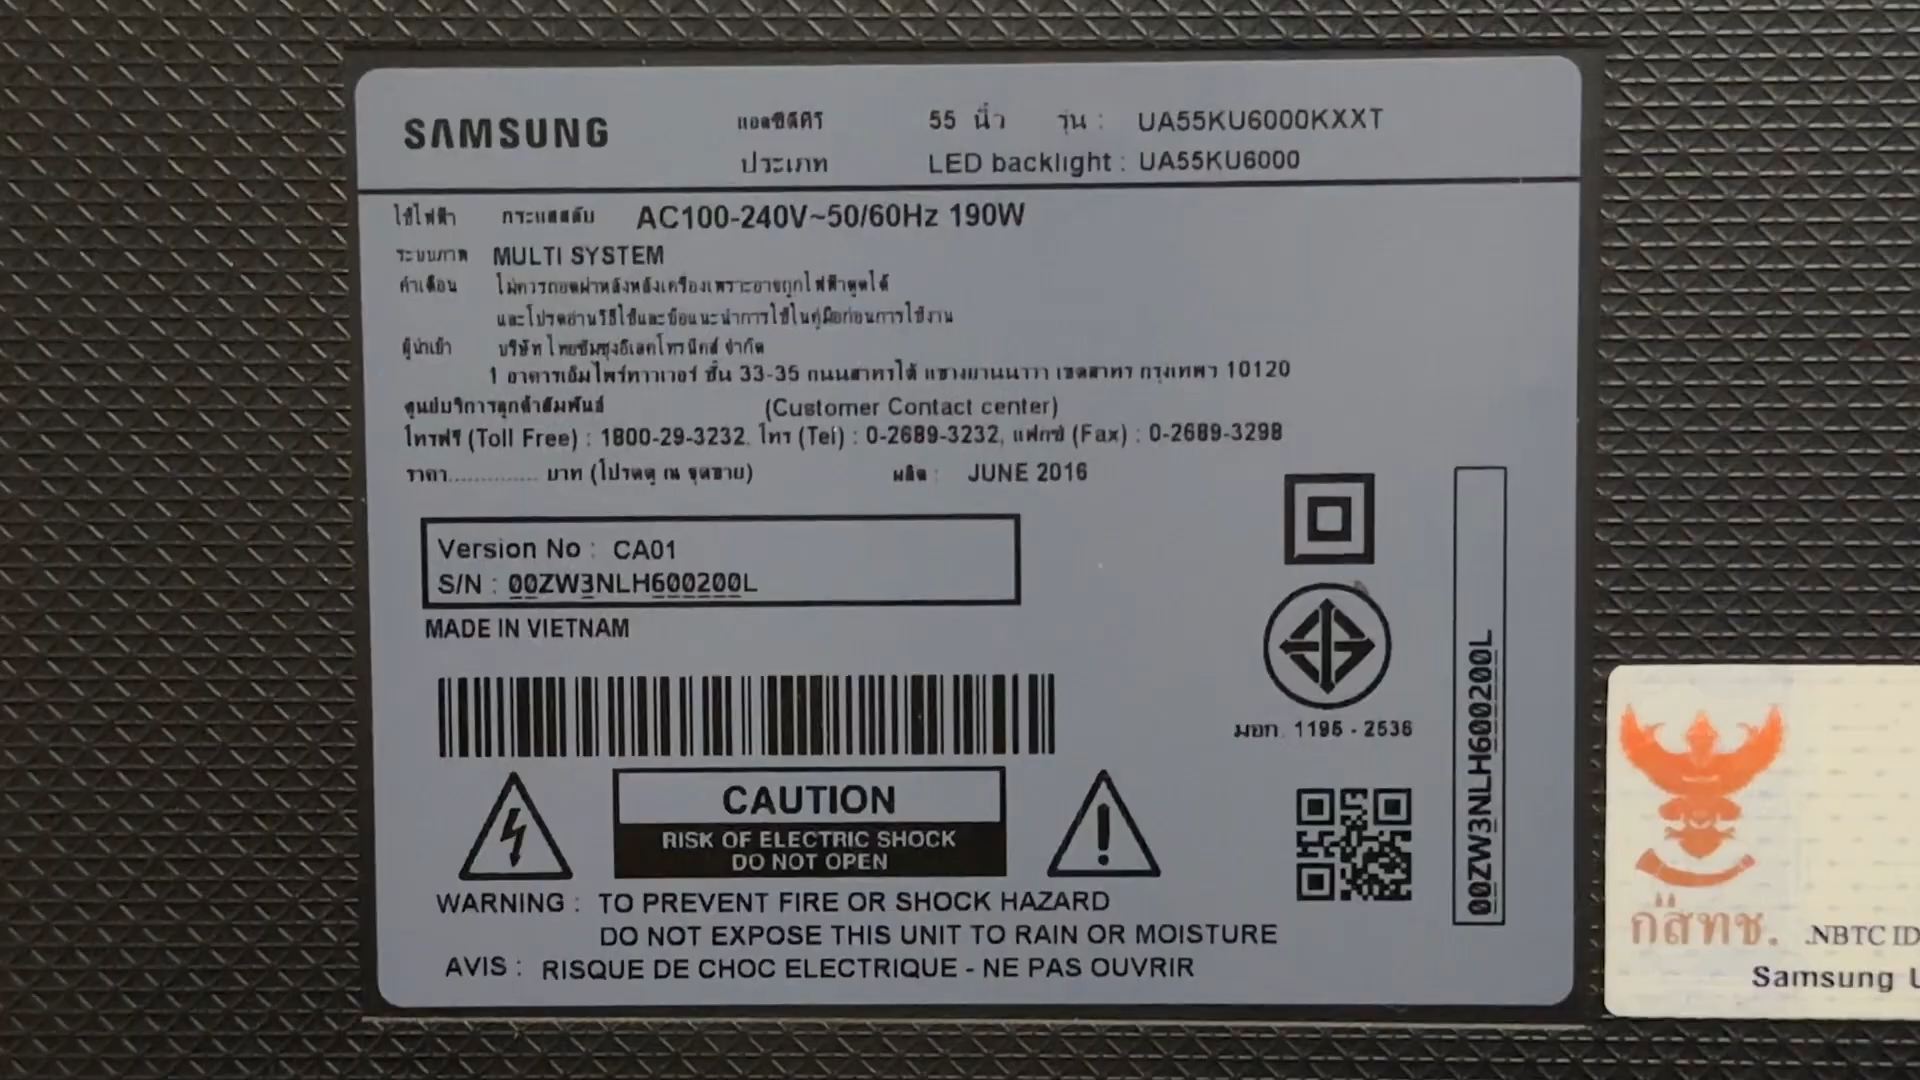 SAMSUNG
แอลซีดีทีวี 55 นิ้ว รุ่น : UA55KU6000KXXT
ประเภท LED backlight : UA55KU6000
ใช้ไฟฟ้า กระแสสลับ AC100-240V~50/60Hz 190W
ระบบภาพ MULTI SYSTEM
คำเตือน ไม่ควรถอดฝาหลังหลังเครื่องเพราะอาจถูกไฟฟ้าดูดได้
และโปรดอ่านวิธีใช้และข้อแนะนำการใช้ในคู่มือก่อนการใช้งาน
ผู้นำเข้า บริษัท ไทยซัมซุงอิเลคโทรนิคส์ จำกัด
1 อาคารเอ็มไพร์ทาวเวอร์ ชั้น 33-35 ถนนสาทรใต้ แขวงยานนาวา เขตสาทร กรุงเทพฯ 10120
ศูนย์บริการลูกค้าสัมพันธ์ (Customer Contact center)
โทรฟรี (Toll Free) : 1800-29-3232, โทร (Tel) : 0-2689-3232, แฟกซ์ (Fax) : 0-2689-3298
ราคา.............. บาท (โปรดดู ณ จุดขาย) ผลิต : JUNE 2016
Version No : CA01
S/N : 00ZW3NLH600200L
MADE IN VIETNAM
มอก. 1195 - 2536
00ZW3NLH600200L
CAUTION
RISK OF ELECTRIC SHOCK
DO NOT OPEN
WARNING : TO PREVENT FIRE OR SHOCK HAZARD
DO NOT EXPOSE THIS UNIT TO RAIN OR MOISTURE
AVIS : RISQUE DE CHOC ELECTRIQUE - NE PAS OUVRIR
กสทช. NBTC ID
Samsung